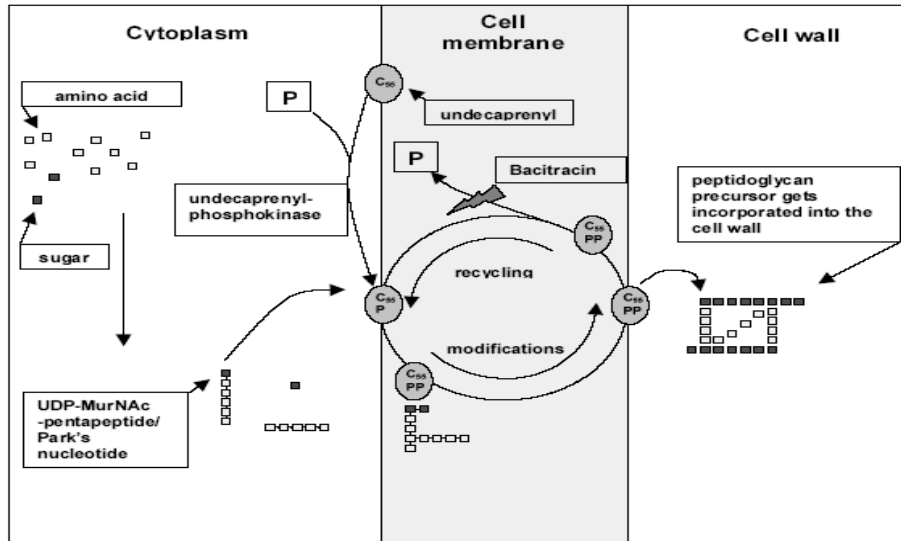 Cytoplasm
Cell
membrane
Cell wall
amino acid
P
C₅₅
undecaprenyl
P
Bacitracin
undecaprenyl-
phosphokinase
peptidoglycan
precursor gets
incorporated into the
cell wall
sugar
C₅₅
PP
recycling
C₅₅
P
C₅₅
PP
modifications
C₅₅
PP
UDP-MurNAc
-pentapeptide/
Park's
nucleotide